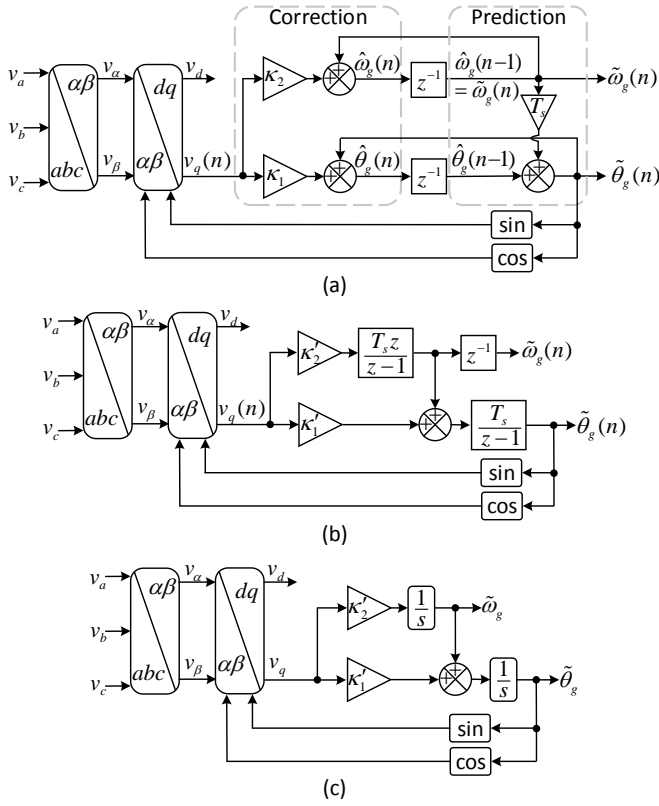 Correction Prediction
v_a v_b v_c αβ abc v_α v_β dq αβ v_d v_q(n)
κ_2 ω̂_g(n) z^{-1} ω̂_g(n−1) = ω̃_g(n) T_s ω̃_g(n)
κ_1 θ̂_g(n) z^{-1} θ̂_g(n−1) θ̃_g(n)
sin
cos
(a)
v_a v_b v_c αβ abc v_α v_β dq αβ v_d v_q(n)
κ′_2 T_s z / z−1 z^{-1} ω̃_g(n)
κ′_1 T_s / z−1 θ̃_g(n)
sin
cos
(b)
v_a v_b v_c αβ abc v_α v_β dq αβ v_d v_q
κ′_2 1/s ω̃_g
κ′_1 1/s θ̃_g
sin
cos
(c)